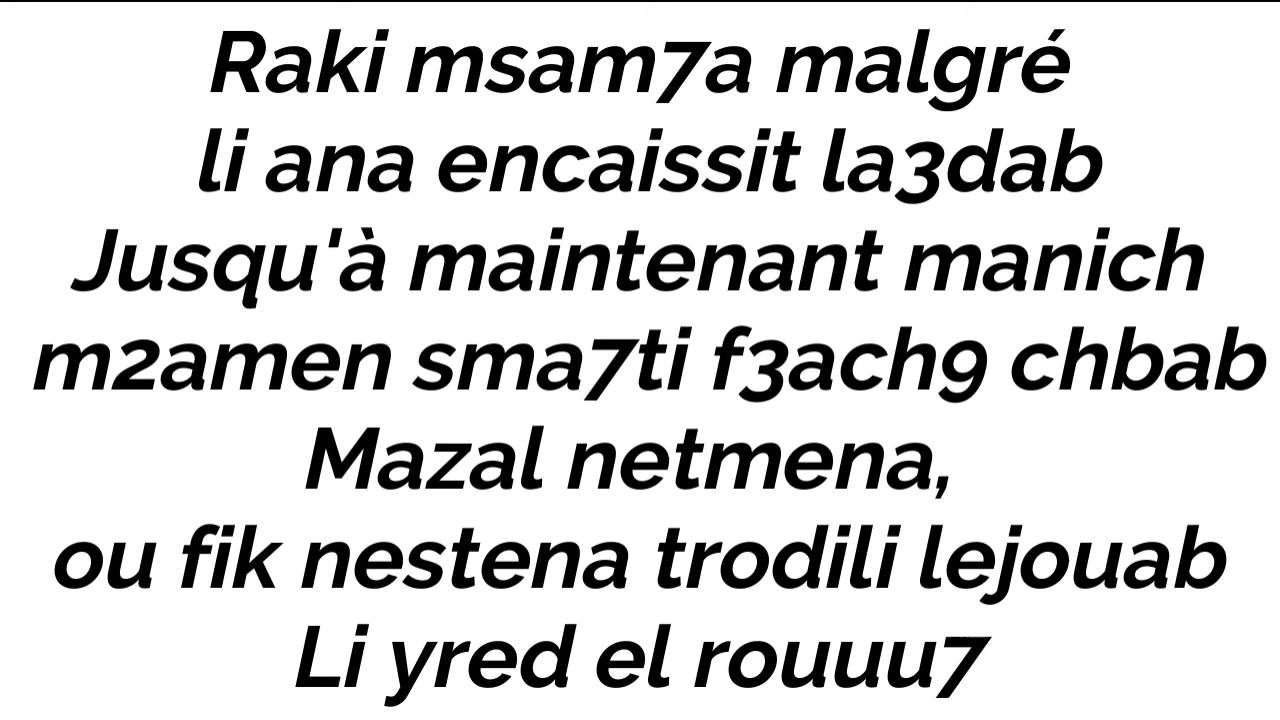 Raki msam7a malgré
li ana encaissit la3dab
Jusqu'à maintenant manich
m2amen sma7ti f3ach9 chbab
Mazal netmena,
ou fik nestena trodili lejouab
Li yred el rouuu7